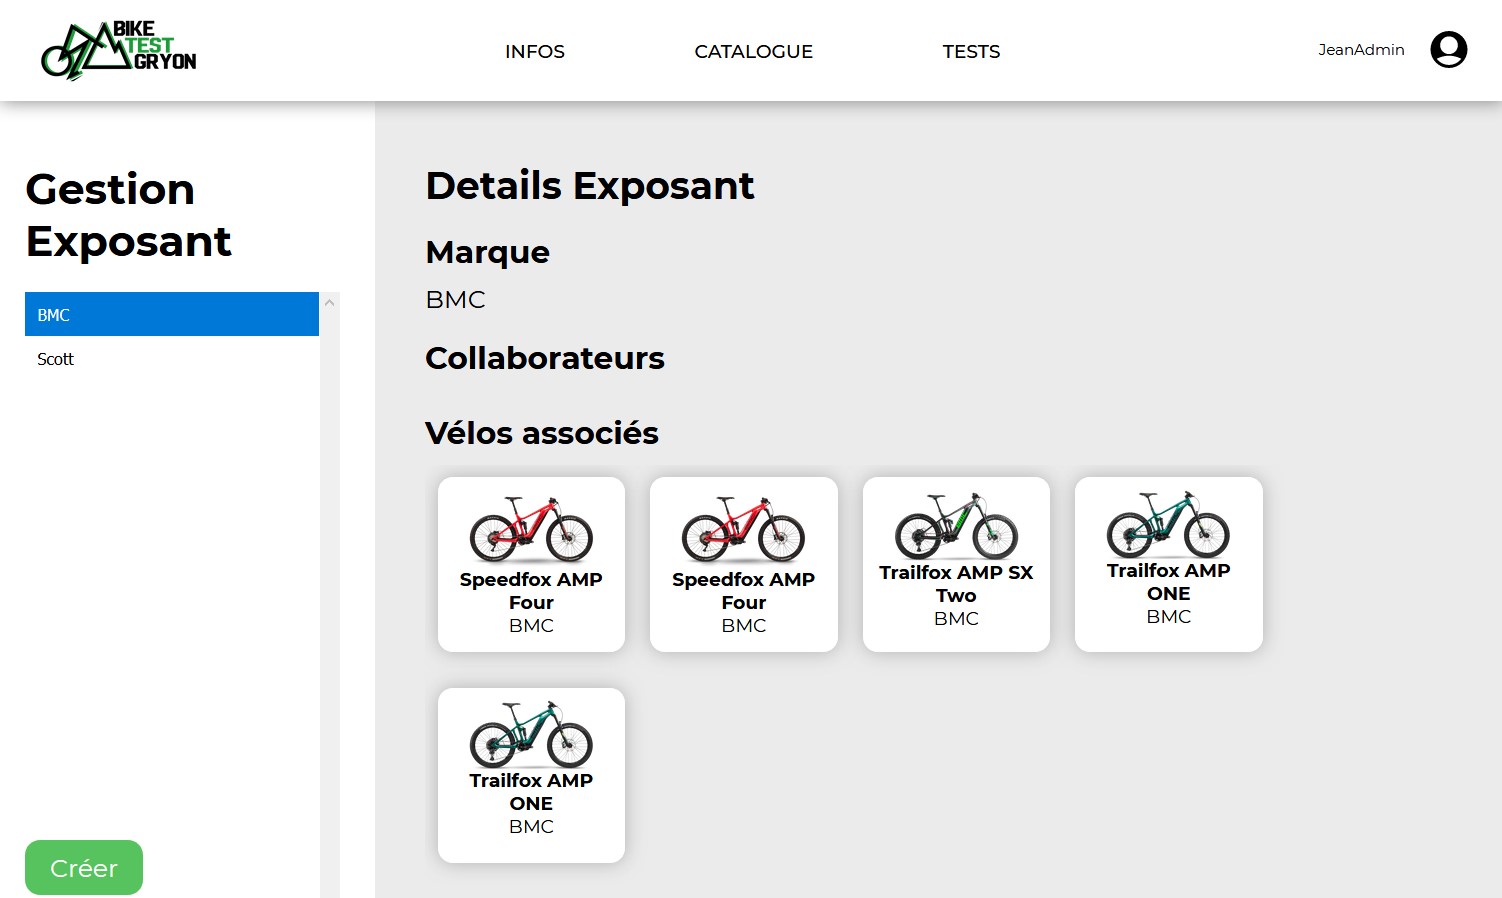 BIKE
TEST
GRYON
INFOS
CATALOGUE
TESTS
JeanAdmin
Gestion
Exposant
BMC
Scott
Créer
Details Exposant
Marque
BMC
Collaborateurs
Vélos associés
Speedfox AMP
Four
BMC
Speedfox AMP
Four
BMC
Trailfox AMP SX
Two
BMC
Trailfox AMP
ONE
BMC
Trailfox AMP
ONE
BMC